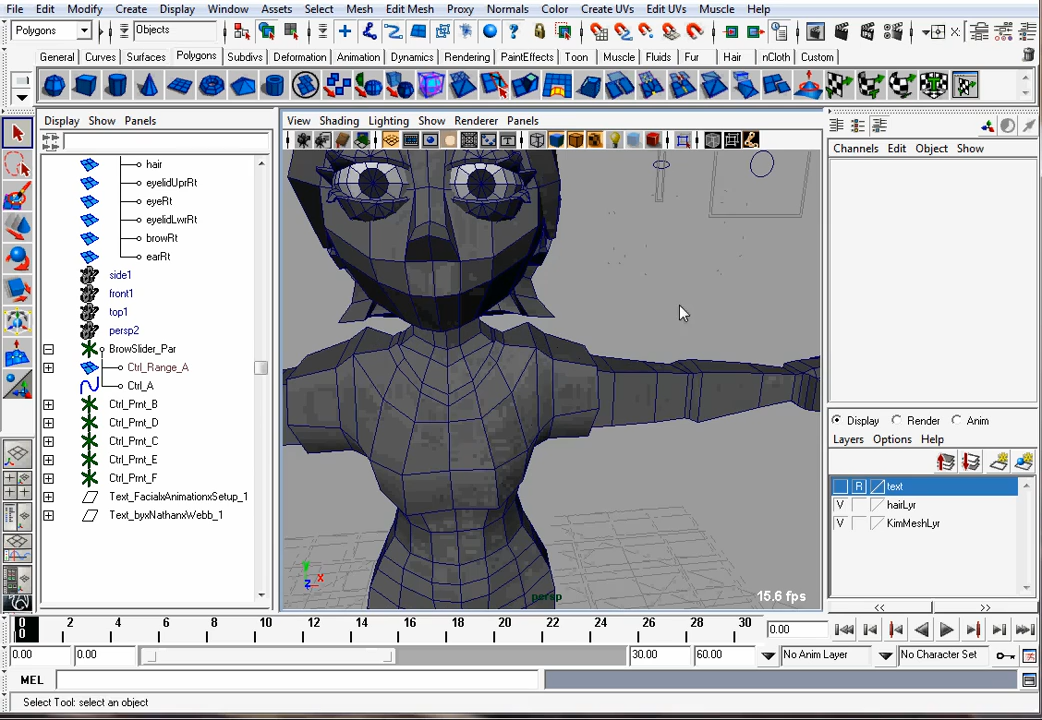 File Edit Modify Create Display Window Assets Select Mesh Edit Mesh Proxy Normals Color Create UVs Edit UVs Muscle Help
Polygons Objects X:
General Curves Surfaces Polygons Subdivs Deformation Animation Dynamics Rendering PaintEffects Toon Muscle Fluids Fur Hair nCloth Custom
Display Show Panels
View Shading Lighting Show Renderer Panels
Channels Edit Object Show
hair
eyelidUprRt
eyeRt
eyelidLwrRt
browRt
earRt
side1
front1
top1
persp2
BrowSlider_Par
Ctrl_Range_A
Ctrl_A
Ctrl_Prnt_B
Ctrl_Prnt_D
Ctrl_Prnt_C
Ctrl_Prnt_E
Ctrl_Prnt_F
Text_FacialxAnimationxSetup_1
Text_byxNathanxWebb_1
y
x
z
persp
15.6 fps
Display Render Anim
Layers Options Help
R text
V hairLyr
V KimMeshLyr
<< >>
0 2 4 6 8 10 12 14 16 18 20 22 24 26 28 30
0 0.00
0.00 0.00 30.00 60.00 No Anim Layer No Character Set
MEL
Select Tool: select an object